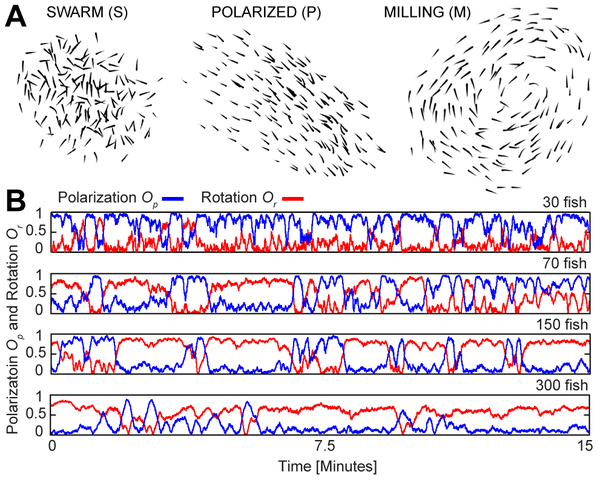 A
SWARM (S)
POLARIZED (P)
MILLING (M)
B
Polarization Op
Rotation Or
30 fish
1
0.5
0
70 fish
1
0.5
0
150 fish
1
0.5
0
300 fish
1
0.5
0
Polarizatoin Op and Rotation Or
0
7.5
15
Time [Minutes]